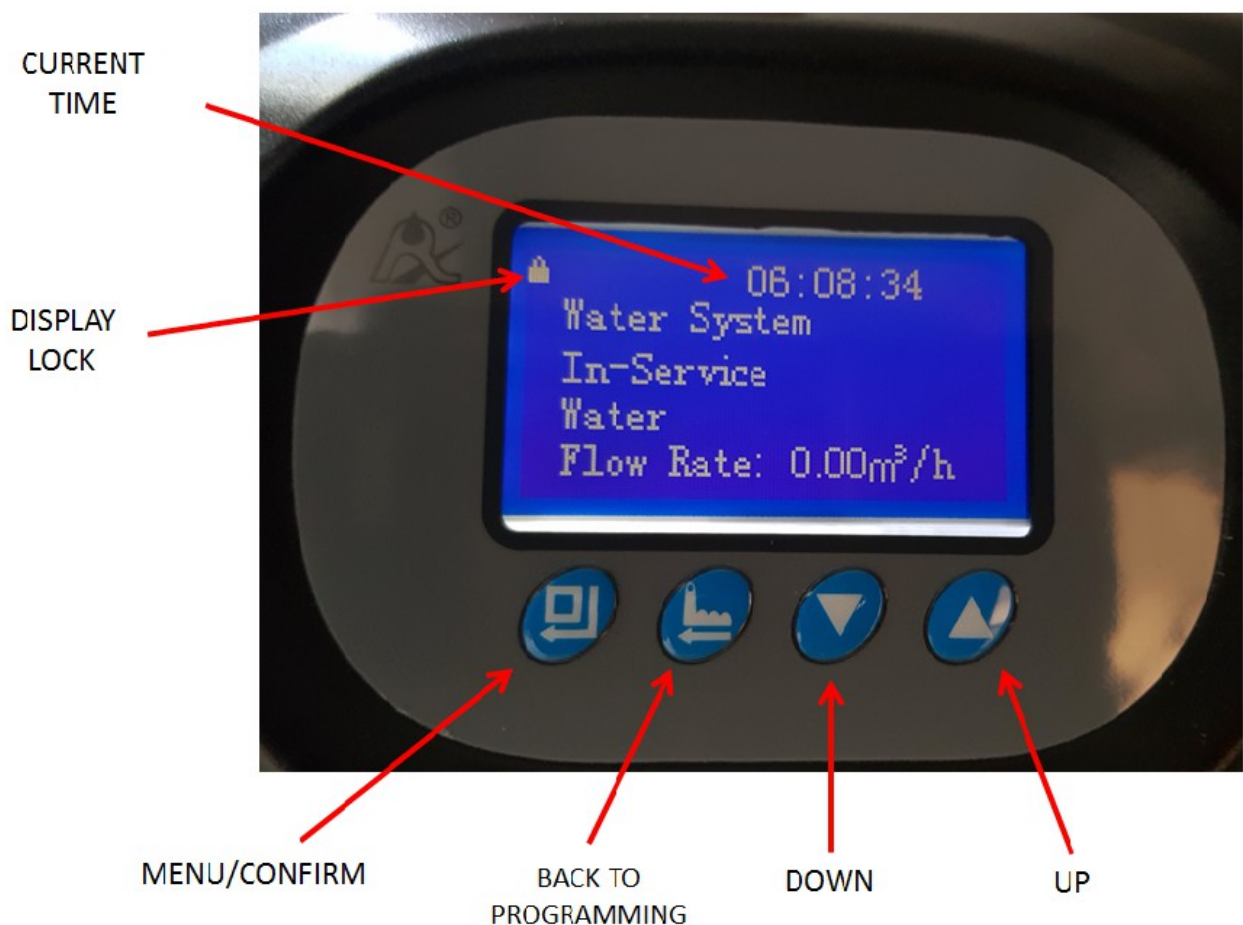 CURRENT
TIME
®
06:08:34
DISPLAY
LOCK
Water System
In-Service
Water
Flow Rate: 0.00m³/h
MENU/CONFIRM
BACK TO
PROGRAMMING
DOWN
UP